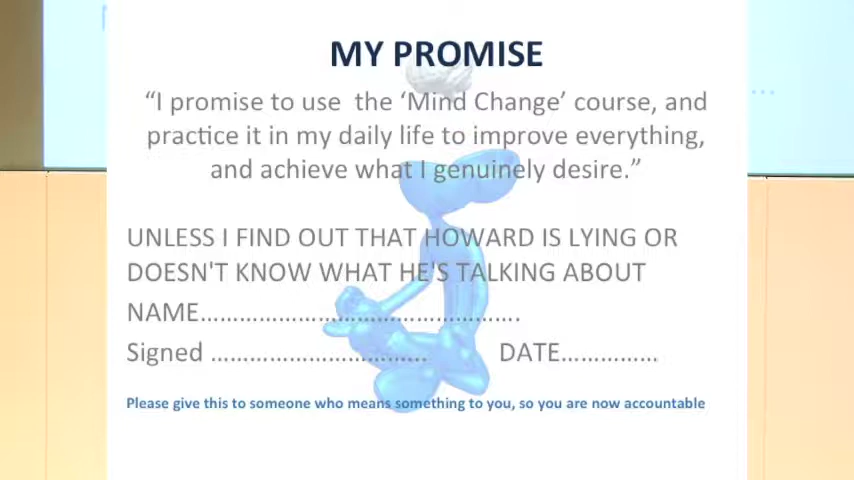 MY PROMISE
“I promise to use  the ‘Mind Change’ course, and
practice it in my daily life to improve everything,
and achieve what I genuinely desire.”
UNLESS I FIND OUT THAT HOWARD IS LYING OR
DOESN'T KNOW WHAT HE'S TALKING ABOUT
NAME……………………………………………….
Signed ……………………………….. DATE……………
Please give this to someone who means something to you, so you are now accountable